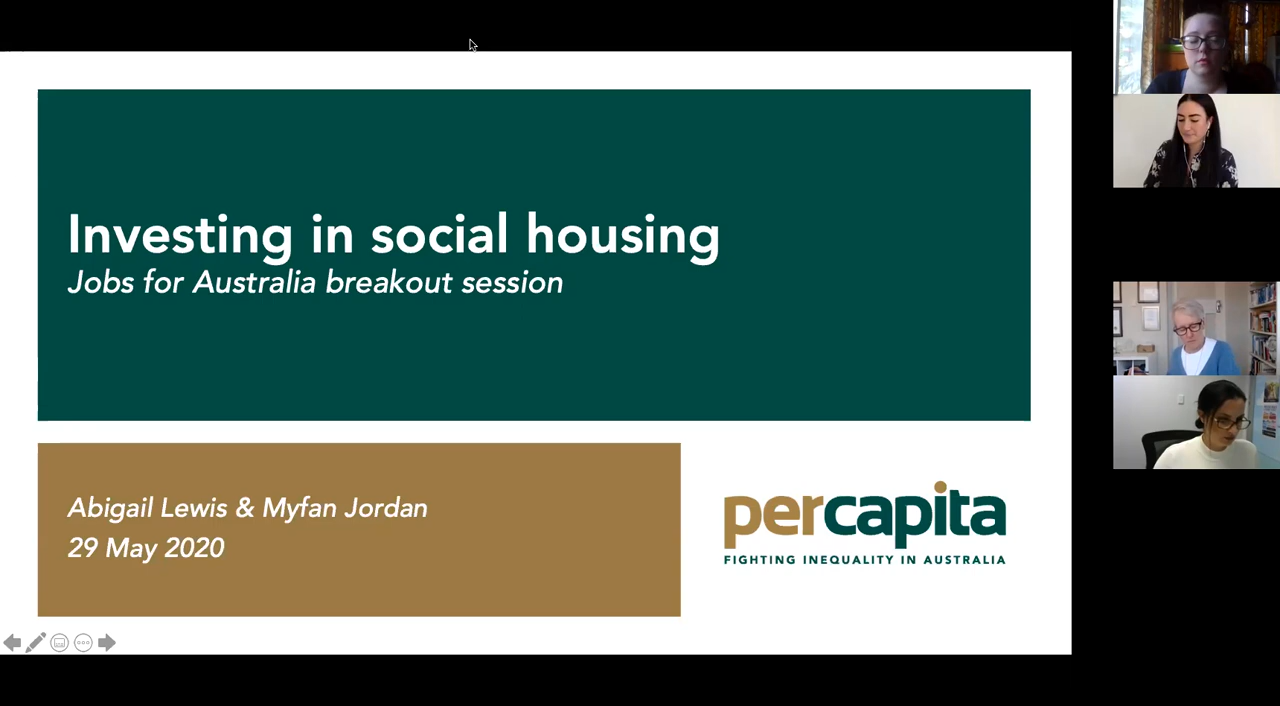 Investing in social housing
Jobs for Australia breakout session
Abigail Lewis & Myfan Jordan
29 May 2020
percapita
FIGHTING INEQUALITY IN AUSTRALIA